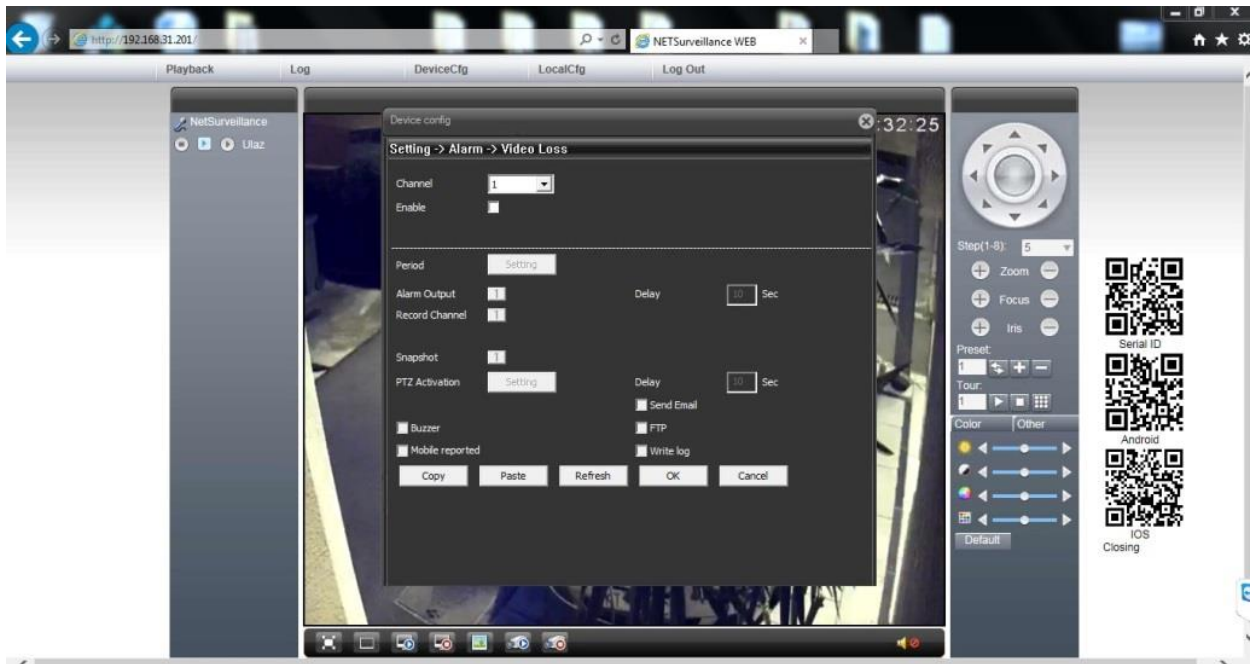 http://192.168.31.201/
NETSurveillance WEB
Playback Log DeviceCfg LocalCfg Log Out
NetSurveillance
Ulaz
Device config
:32:25
Setting -> Alarm -> Video Loss
Channel 1
Enable
Period Setting
Alarm Output 1 Delay 10 Sec
Record Channel 1
Snapshot 1
PTZ Activation Setting Delay 10 Sec
Send Email
Buzzer FTP
Mobile reported Write log
Copy Paste Refresh OK Cancel
Step(1-8): 5
Zoom
Focus
Iris
Preset:
1
Tour:
1
Color Other
Default
Serial ID
Android
IOS
Closing